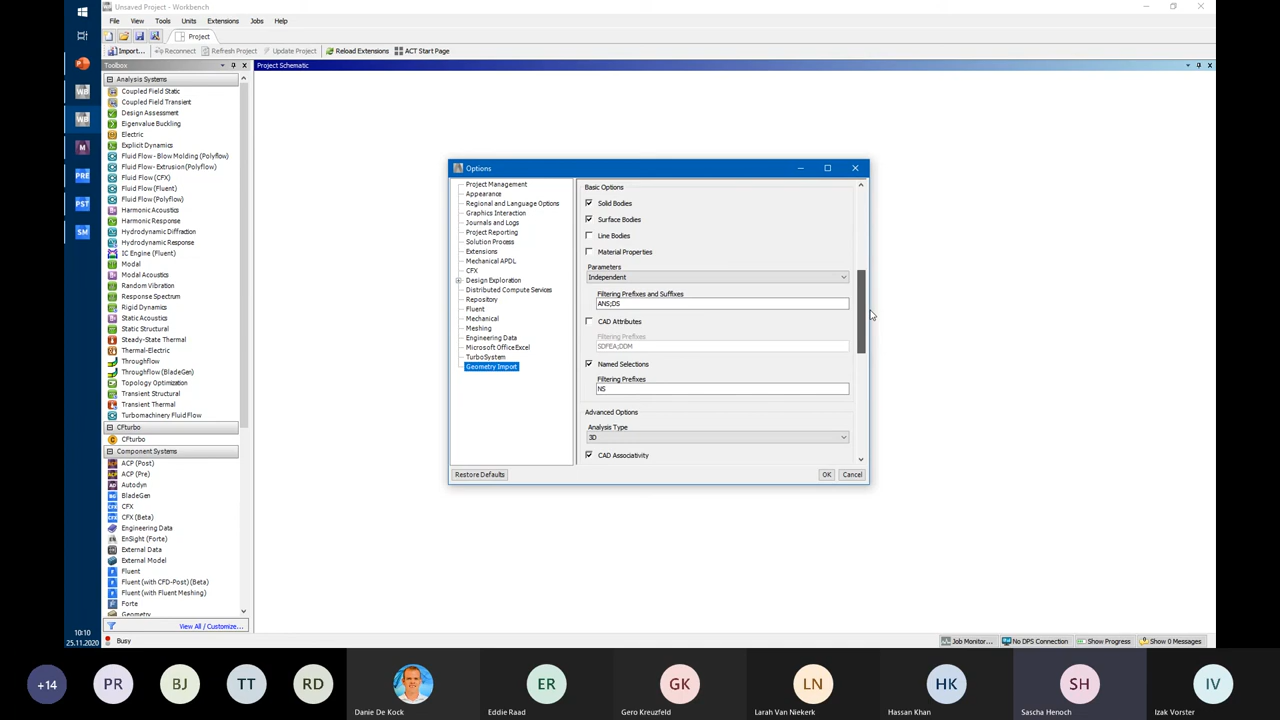 Unsaved Project - Workbench
File View Tools Units Extensions Jobs Help
Project
Import... Reconnect Refresh Project Update Project Reload Extensions ACT Start Page
Toolbox
Project Schematic
Analysis Systems
Coupled Field Static
Coupled Field Transient
Design Assessment
Eigenvalue Buckling
Electric
Explicit Dynamics
Fluid Flow - Blow Molding (Polyflow)
Fluid Flow - Extrusion (Polyflow)
Fluid Flow (CFX)
Fluid Flow (Fluent)
Fluid Flow (Polyflow)
Harmonic Acoustics
Harmonic Response
Hydrodynamic Diffraction
Hydrodynamic Response
IC Engine (Fluent)
Modal
Modal Acoustics
Random Vibration
Response Spectrum
Rigid Dynamics
Static Acoustics
Static Structural
Steady-State Thermal
Thermal-Electric
Throughflow
Throughflow (BladeGen)
Topology Optimization
Transient Structural
Transient Thermal
Turbomachinery Fluid Flow
CFturbo
CFturbo
Component Systems
ACP (Post)
ACP (Pre)
Autodyn
BladeGen
CFX
CFX (Beta)
Engineering Data
EnSight (Forte)
External Data
External Model
Fluent
Fluent (with CFD-Post) (Beta)
Fluent (with Fluent Meshing)
Forte
Geometry
View All / Customize...
Busy
Options
Project Management
Appearance
Regional and Language Options
Graphics Interaction
Journals and Logs
Project Reporting
Solution Process
Extensions
Mechanical APDL
CFX
Design Exploration
Distributed Compute Services
Repository
Fluent
Mechanical
Meshing
Engineering Data
Microsoft Office Excel
TurboSystem
Geometry Import
Basic Options
Solid Bodies
Surface Bodies
Line Bodies
Material Properties
Parameters
Independent
Filtering Prefixes and Suffixes
ANS;DS
CAD Attributes
Filtering Prefixes
SDFEA;DDM
Named Selections
Filtering Prefixes
NS
Advanced Options
Analysis Type
3D
CAD Associativity
Restore Defaults OK Cancel
Job Monitor... No DPS Connection Show Progress Show 0 Messages
WB
WB
M
PRE
PST
SM
10:10
25.11.2020
+14 PR BJ TT RD ER GK LN HK SH IV
Danie De Kock Eddie Raad Gero Kreuzfeld Larah Van Niekerk Hassan Khan Sascha Henoch Izak Vorster